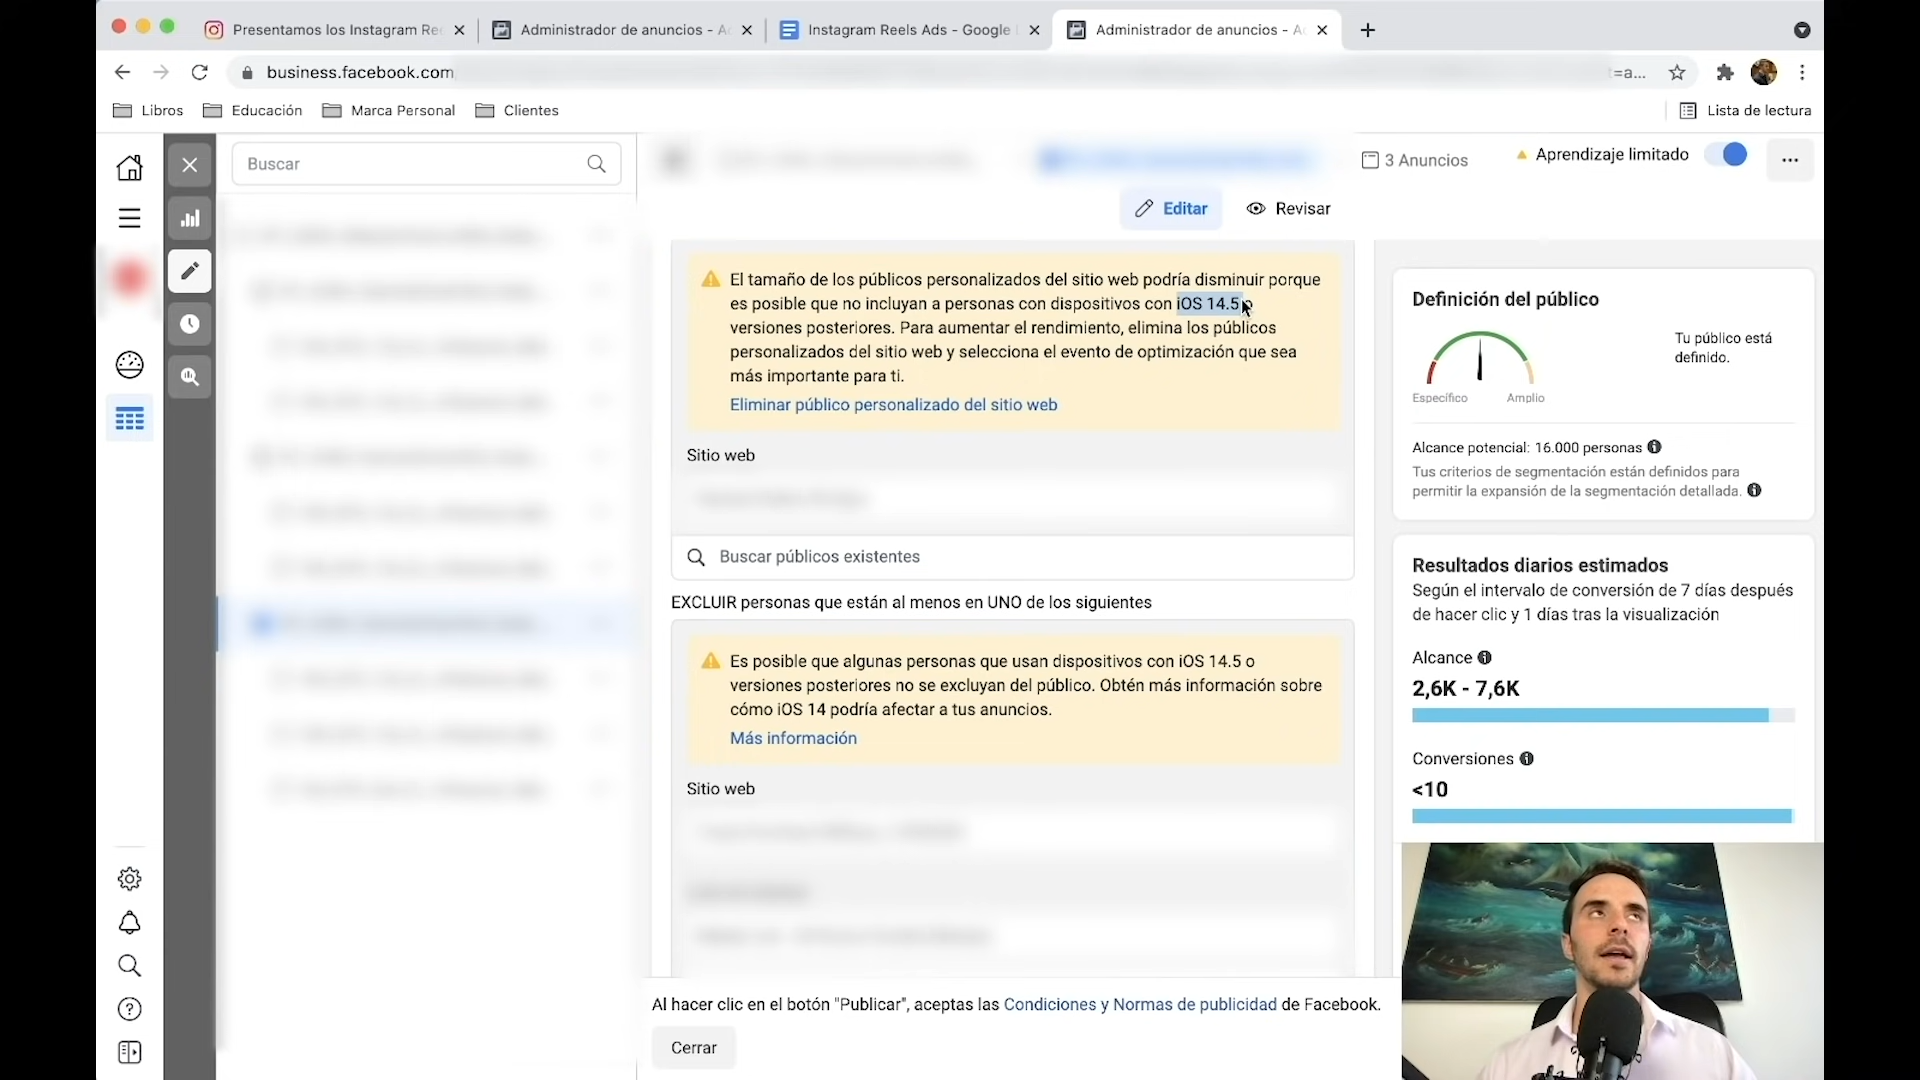 Presentamos los Instagram Re
Administrador de anuncios - A
Instagram Reels Ads - Google
Administrador de anuncios - A
business.facebook.com
=a...
Libros
Educación
Marca Personal
Clientes
Lista de lectura
Buscar
3 Anuncios
Aprendizaje limitado
Editar
Revisar
El tamaño de los públicos personalizados del sitio web podría disminuir porque
es posible que no incluyan a personas con dispositivos con iOS 14.5 o
versiones posteriores. Para aumentar el rendimiento, elimina los públicos
personalizados del sitio web y selecciona el evento de optimización que sea
más importante para ti.
Eliminar público personalizado del sitio web
Sitio web
Buscar públicos existentes
EXCLUIR personas que están al menos en UNO de los siguientes
Es posible que algunas personas que usan dispositivos con iOS 14.5 o
versiones posteriores no se excluyan del público. Obtén más información sobre
cómo iOS 14 podría afectar a tus anuncios.
Más información
Sitio web
Al hacer clic en el botón "Publicar", aceptas las Condiciones y Normas de publicidad de Facebook.
Cerrar
Definición del público
Tu público está
definido.
Específico
Amplio
Alcance potencial: 16.000 personas
Tus criterios de segmentación están definidos para
permitir la expansión de la segmentación detallada.
Resultados diarios estimados
Según el intervalo de conversión de 7 días después
de hacer clic y 1 días tras la visualización
Alcance
2,6K - 7,6K
Conversiones
<10